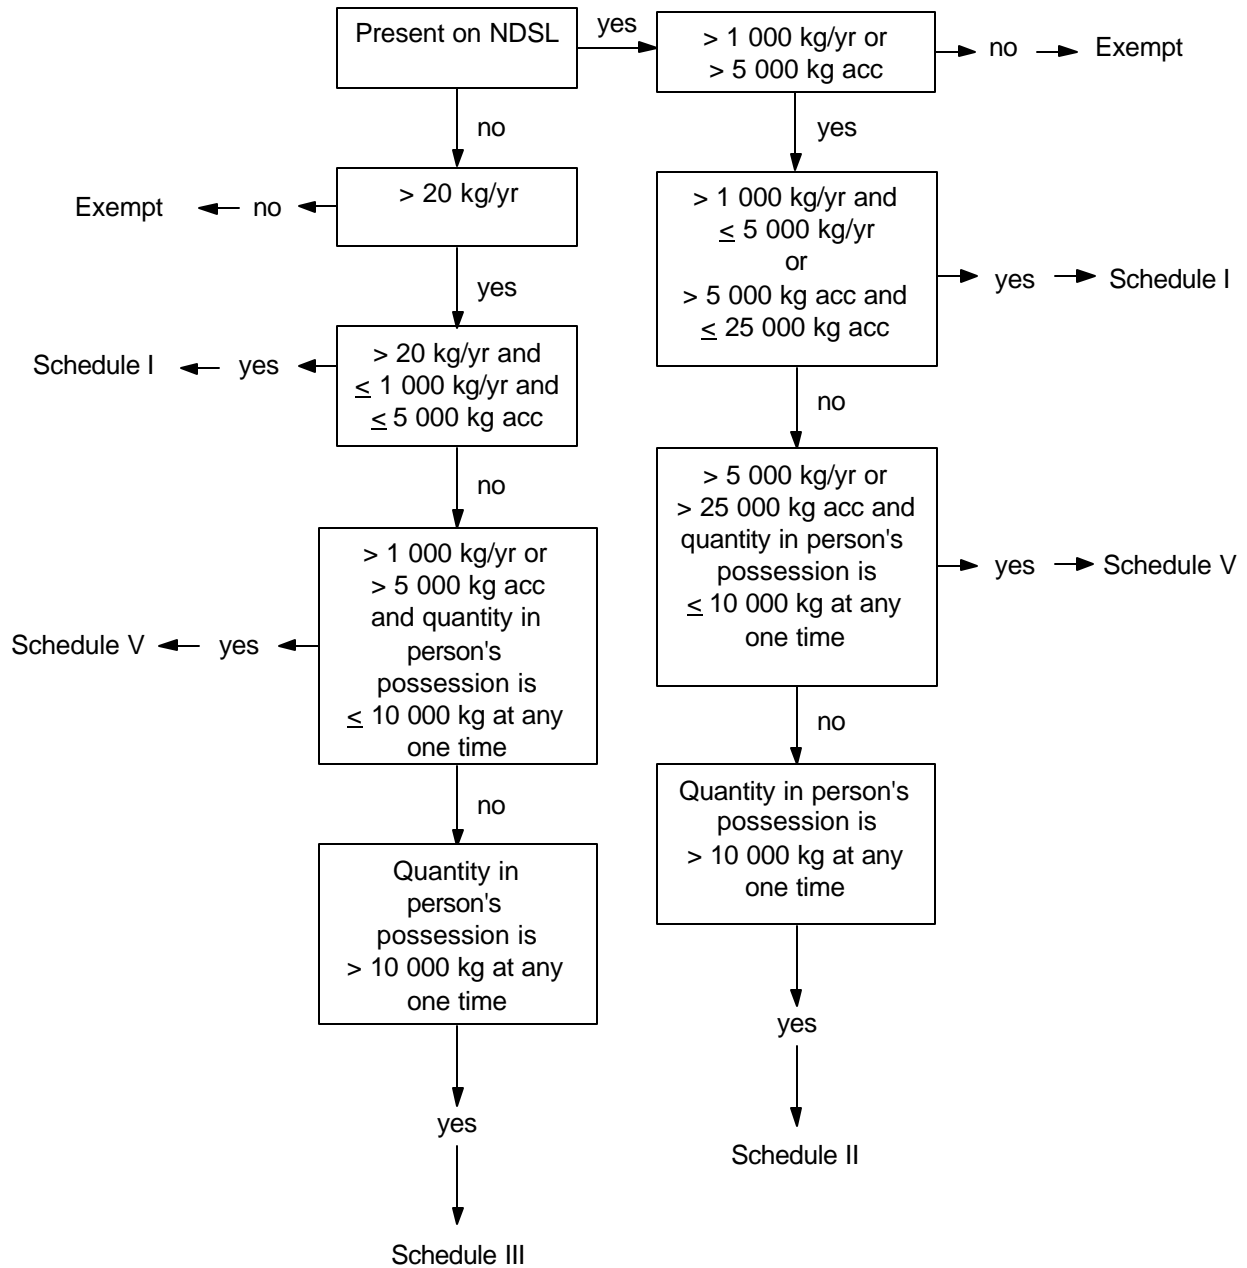 Present on NDSL
yes
> 1 000 kg/yr or
> 5 000 kg acc
no
Exempt
no
yes
> 20 kg/yr
no
Exempt
yes
> 1 000 kg/yr and
≤ 5 000 kg/yr
or
> 5 000 kg acc and
≤ 25 000 kg acc
yes
Schedule I
> 20 kg/yr and
≤ 1 000 kg/yr and
≤ 5 000 kg acc
yes
Schedule I
no
no
> 5 000 kg/yr or
> 25 000 kg acc and
quantity in person's
possession is
≤ 10 000 kg at any
one time
yes
Schedule V
> 1 000 kg/yr or
> 5 000 kg acc
and quantity in
person's
possession is
≤ 10 000 kg at any
one time
yes
Schedule V
no
no
Quantity in person's
possession is
> 10 000 kg at any
one time
Quantity in
person's
possession is
> 10 000 kg at any
one time
yes
Schedule II
yes
Schedule III